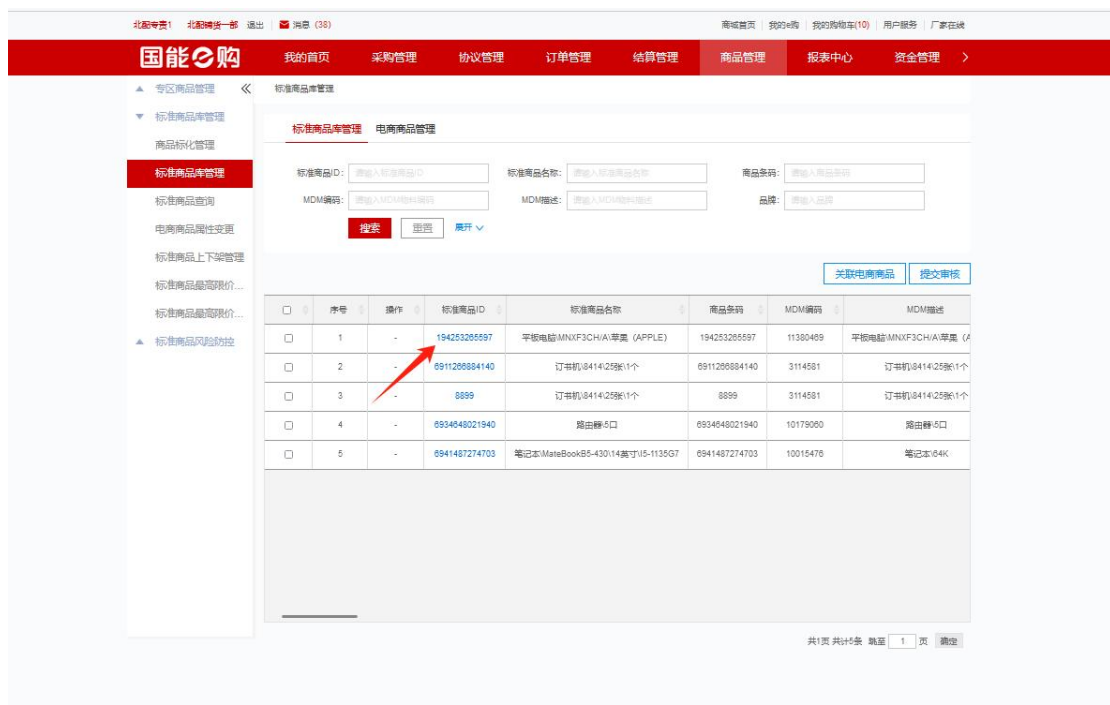 北配专责1 北配铺货一部 退出 消息 (38) 商城首页 我的e购 我的购物车(10) 用户服务 厂家在线
国能e购 我的首页 采购管理 协议管理 订单管理 结算管理 商品管理 报表中心 资金管理
专区商品管理 标准商品库管理
标准商品库管理
商品标化管理
标准商品库管理
标准商品查询
电商商品属性变更
标准商品上下架管理
标准商品最高限价...
标准商品最高限价...
标准商品风险防控
标准商品库管理 电商商品管理
标准商品ID: 请输入标准商品ID 标准商品名称: 请输入标准商品名称 商品条码: 请输入商品条码
MDM编码: 请输入MDM物料编码 MDM描述: 请输入MDM物料描述 品牌: 请输入品牌
搜索 重置 展开
关联电商商品 提交审核
序号 操作 标准商品ID 标准商品名称 商品条码 MDM编码 MDM描述
1 - 194253265597 平板电脑\MNXF3CH/A\苹果 (APPLE) 194253265597 11380469 平板电脑\MNXF3CH/A\苹果 (A
2 - 6911266884140 订书机\8414\25张\1个 6911266884140 3114581 订书机\8414\25张\1个
3 - 8899 订书机\8414\25张\1个 8899 3114581 订书机\8414\25张\1个
4 - 6934648021940 路由器\5口 6934648021940 10179060 路由器\5口
5 - 6941487274703 笔记本\MateBookB5-430\14英寸\I5-1135G7 6941487274703 10015476 笔记本\64K
共1页 共计5条 跳至 1 页 确定